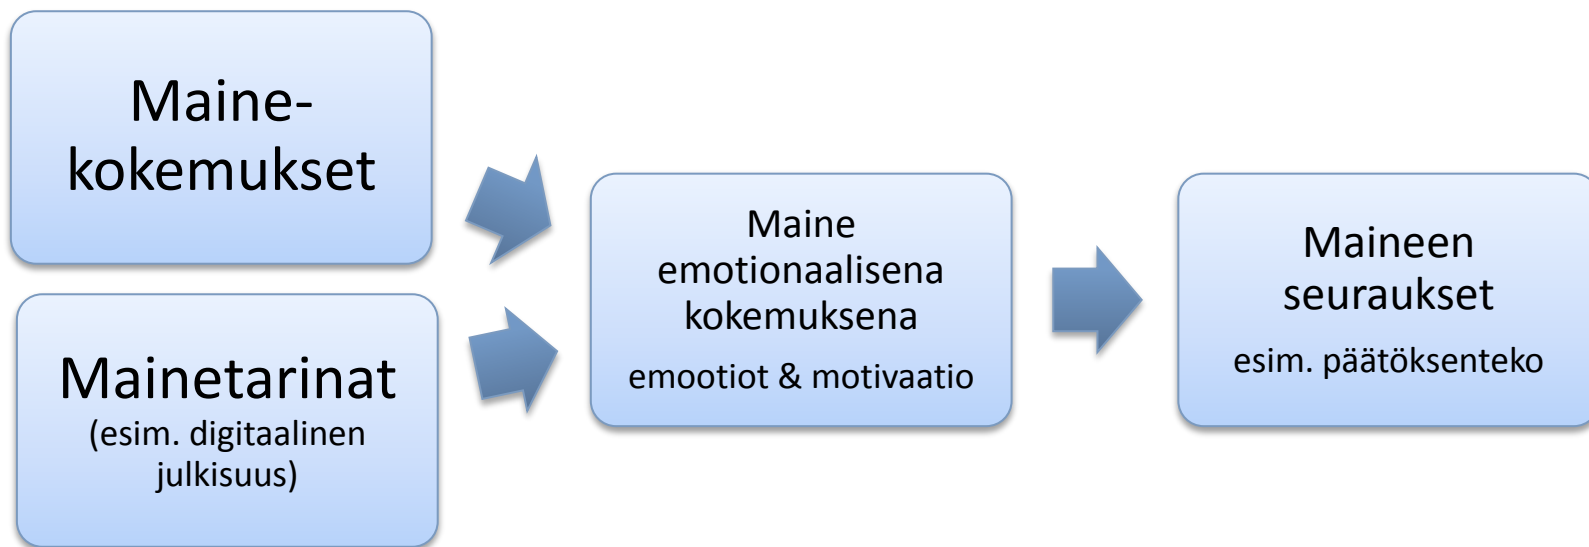 Maine-
kokemukset
Mainetarinat
(esim. digitaalinen
julkisuus)
Maine
emotionaalisena
kokemuksena
emootiot & motivaatio
Maineen
seuraukset
esim. päätöksenteko